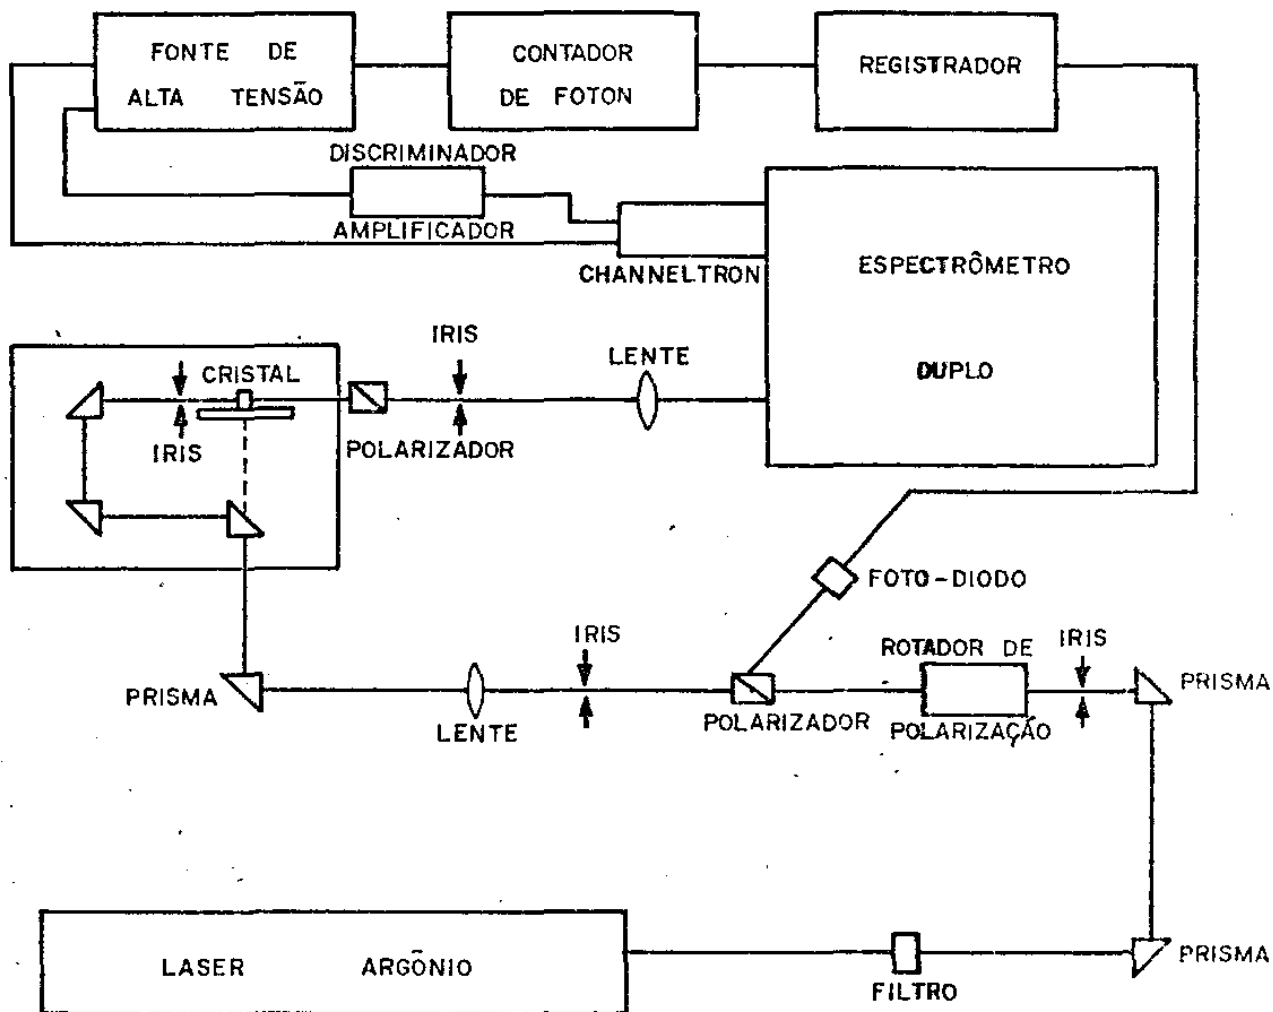 FONTE DE
ALTA TENSÃO
CONTADOR
DE FOTON
REGISTRADOR
DISCRIMINADOR
AMPLIFICADOR
CHANNELTRON
ESPECTRÔMETRO
DUPLO
IRIS
LENTE
CRISTAL
IRIS
POLARIZADOR
FOTO-DIODO
IRIS
ROTADOR DE
POLARIZAÇÃO
IRIS
PRISMA
PRISMA
LENTE
POLARIZADOR
LASER ARGÔNIO
FILTRO
PRISMA